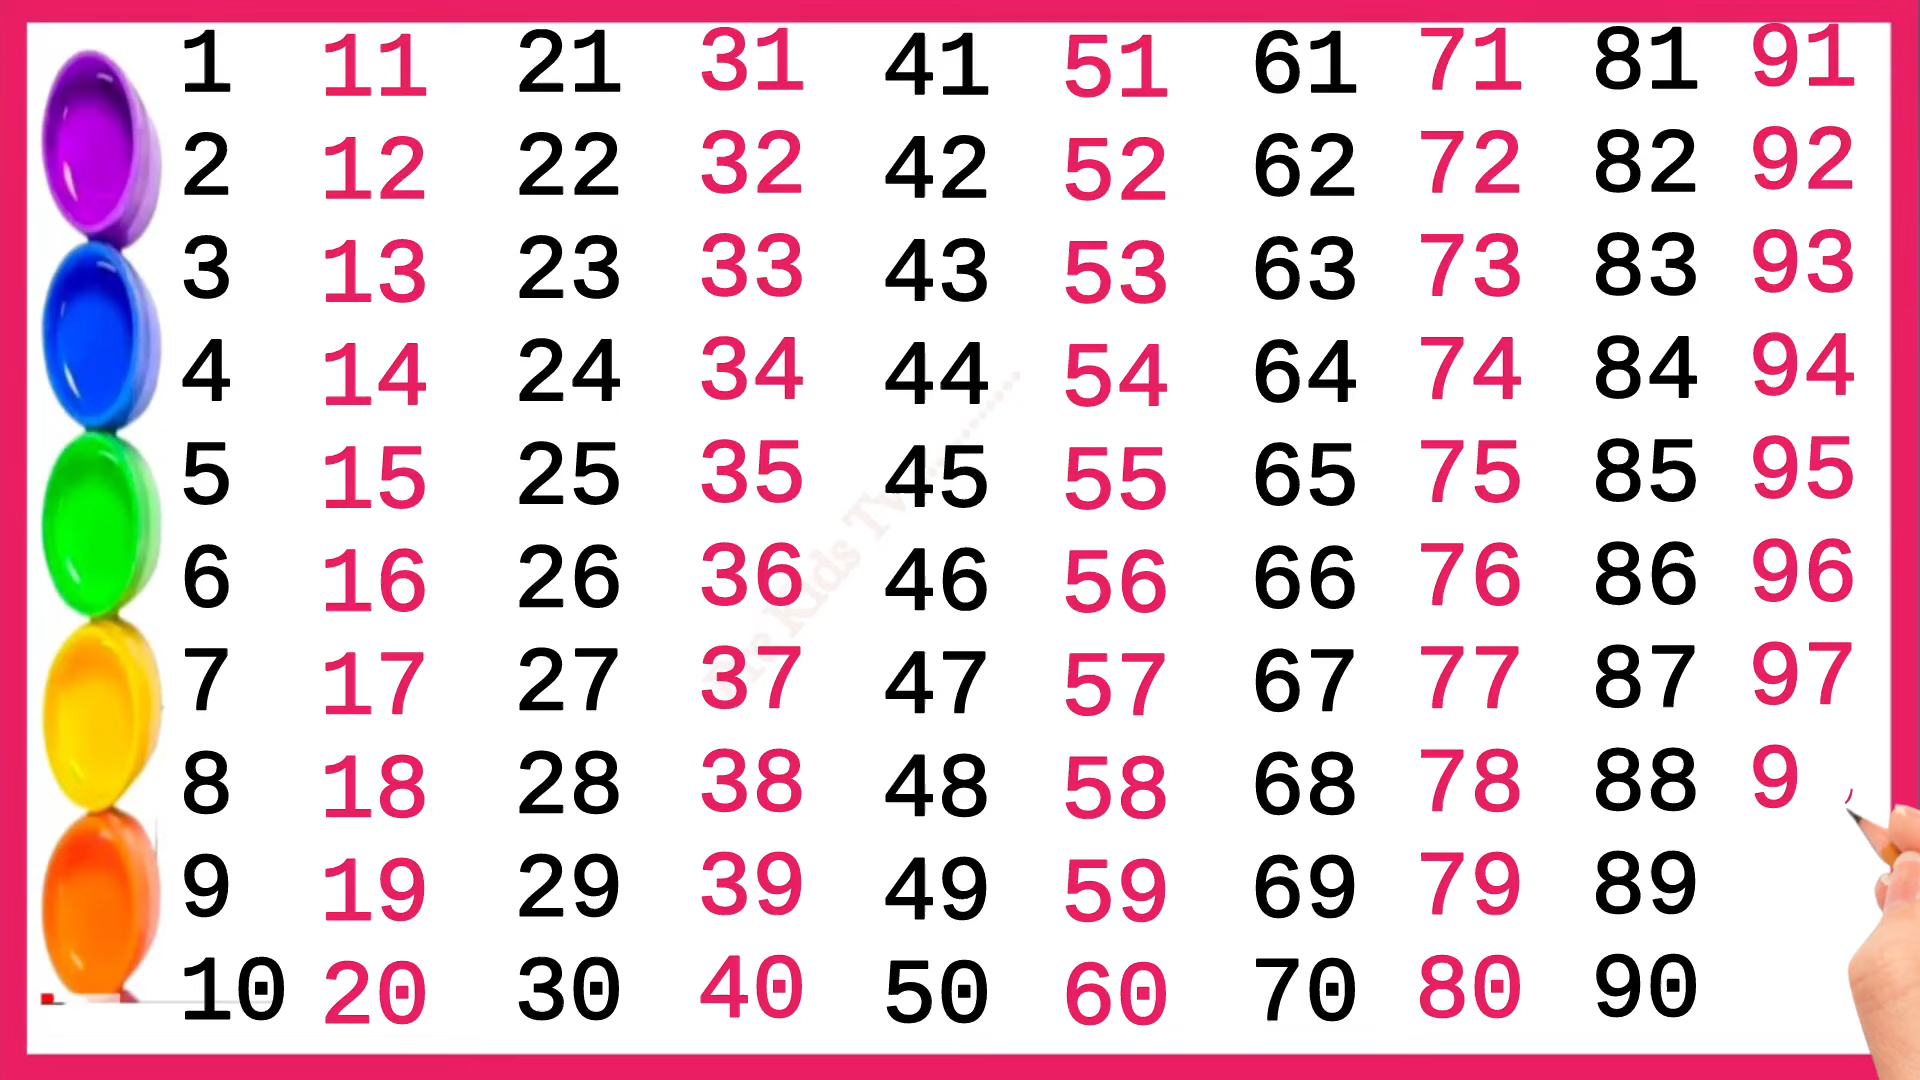 1 11 21 31 41 51 61 71 81 91
2 12 22 32 42 52 62 72 82 92
3 13 23 33 43 53 63 73 83 93
4 14 24 34 44 54 64 74 84 94
5 15 25 35 45 55 65 75 85 95
6 16 26 36 46 56 66 76 86 96
7 17 27 37 47 57 67 77 87 97
8 18 28 38 48 58 68 78 88 9
9 19 29 39 49 59 69 79 89
10 20 30 40 50 60 70 80 90
Kids Tv